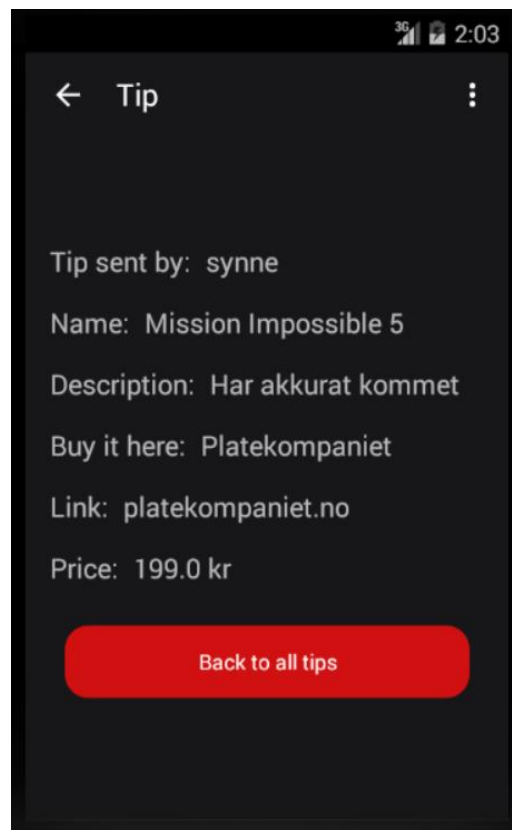 3G 2:03
Tip
Tip sent by: synne
Name: Mission Impossible 5
Description: Har akkurat kommet
Buy it here: Platekompaniet
Link: platekompaniet.no
Price: 199.0 kr
Back to all tips